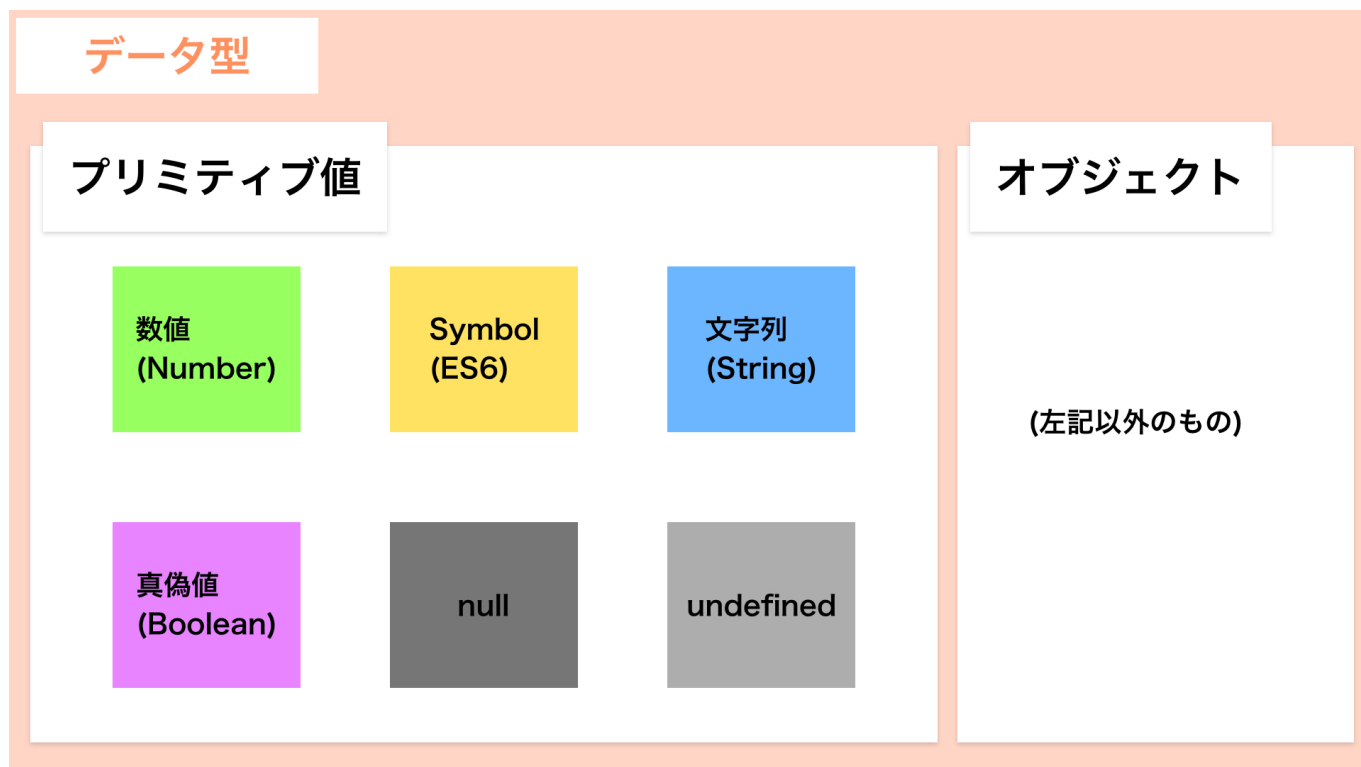 データ型
プリミティブ値
数値
(Number)
Symbol
(ES6)
文字列
(String)
真偽値
(Boolean)
null
undefined
オブジェクト
(左記以外のもの)